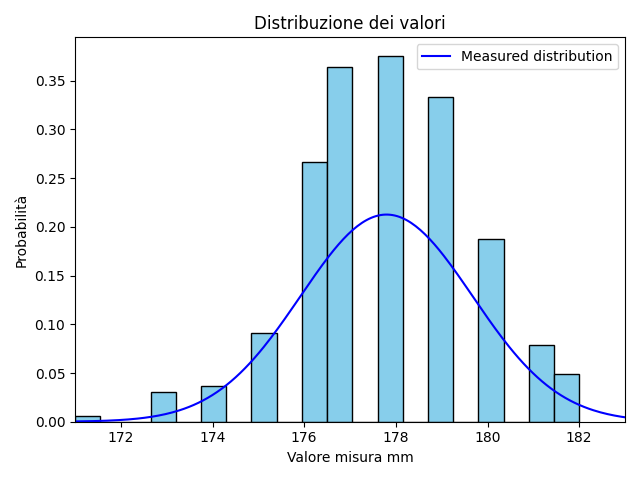 Distribuzione dei valori
Measured distribution
Probabilità
0.35
0.30
0.25
0.20
0.15
0.10
0.05
0.00
172 174 176 178 180 182
Valore misura mm